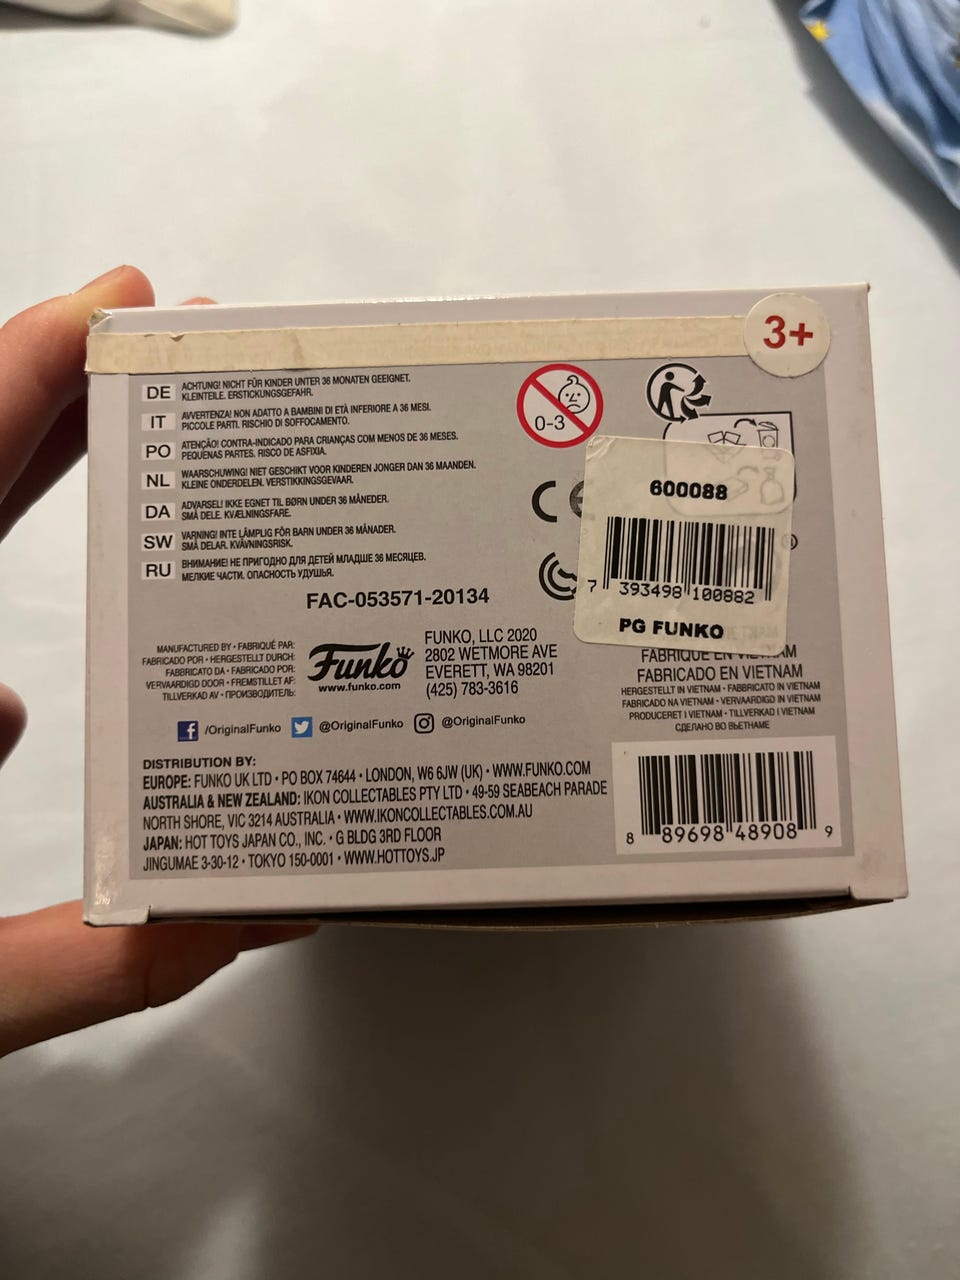 3+
DE ACHTUNG! NICHT FÜR KINDER UNTER 36 MONATEN GEEIGNET.
KLEINTEILE. ERSTICKUNGSGEFAHR.
IT AVVERTENZA! NON ADATTO A BAMBINI DI ETÀ INFERIORE A 36 MESI.
PICCOLE PARTI. RISCHIO DI SOFFOCAMENTO.
PO ATENÇÃO! CONTRA-INDICADO PARA CRIANÇAS COM MENOS DE 36 MESES.
PEQUENAS PARTES. RISCO DE ASFIXIA.
NL WAARSCHUWING! NIET GESCHIKT VOOR KINDEREN JONGER DAN 36 MAANDEN.
KLEINE ONDERDELEN. VERSTIKKINGSGEVAAR.
DA ADVARSEL! IKKE EGNET TIL BØRN UNDER 36 MÅNEDER.
SMÅ DELE. KVÆLNINGSFARE.
SW VARNING! INTE LÄMPLIG FÖR BARN UNDER 36 MÅNADER.
SMÅ DELAR. KVÄVNINGSRISK.
RU ВНИМАНИЕ! НЕ ПРИГОДНО ДЛЯ ДЕТЕЙ МЛАДШЕ 36 МЕСЯЦЕВ.
МЕЛКИЕ ЧАСТИ. ОПАСНОСТЬ УДУШЬЯ.
0-3
CE
600088
7 393498 100882
PG FUNKO
FAC-053571-20134
MANUFACTURED BY • FABRIQUÉ PAR:
FABRICADO POR • HERGESTELLT DURCH:
FABBRICATO DA • FABRICADO POR:
VERVAARDIGD DOOR • FREMSTILLET AF:
TILLVERKAD AV • ПРОИЗВОДИТЕЛЬ:
Funko
www.funko.com
FUNKO, LLC 2020
2802 WETMORE AVE
EVERETT, WA 98201
(425) 783-3616
FABRIQUÉ EN VIETNAM
FABRICADO EN VIETNAM
HERGESTELLT IN VIETNAM • FABBRICATO IN VIETNAM
FABRICADO NA VIETNAM • VERVAARDIGD IN VIETNAM
PRODUCERET I VIETNAM • TILLVERKAD I VIETNAM
СДЕЛАНО ВО ВЬЕТНАМЕ
/OriginalFunko @OriginalFunko @OriginalFunko
DISTRIBUTION BY:
EUROPE: FUNKO UK LTD • PO BOX 74644 • LONDON, W6 6JW (UK) • WWW.FUNKO.COM
AUSTRALIA & NEW ZEALAND: IKON COLLECTABLES PTY LTD • 49-59 SEABEACH PARADE
NORTH SHORE, VIC 3214 AUSTRALIA • WWW.IKONCOLLECTABLES.COM.AU
JAPAN: HOT TOYS JAPAN CO., INC. • G BLDG 3RD FLOOR
JINGUMAE 3-30-12 • TOKYO 150-0001 • WWW.HOTTOYS.JP
8 89698 48908 9